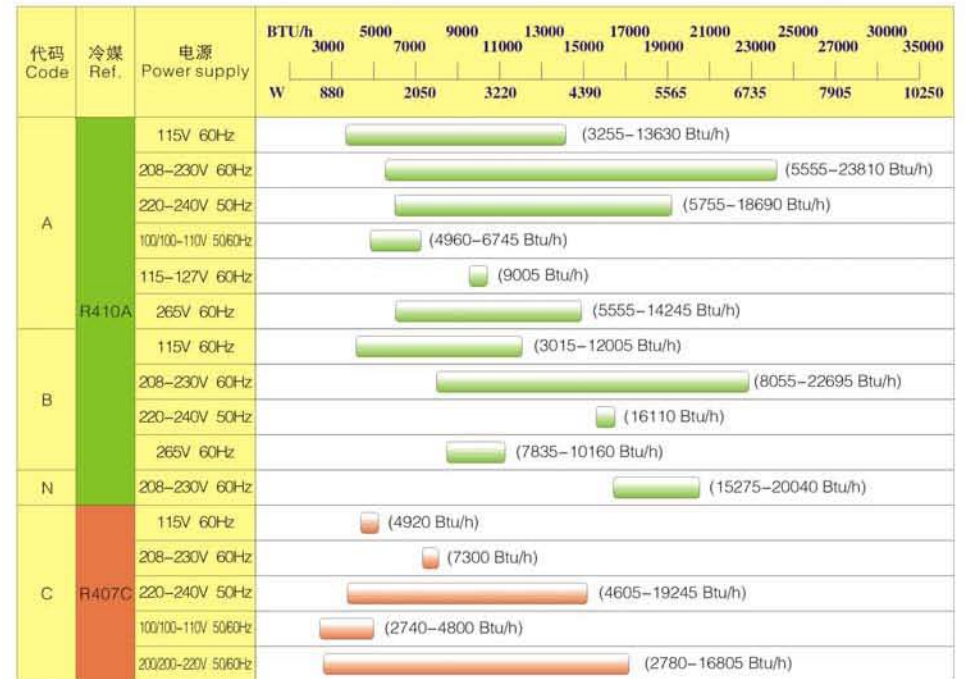 代码 冷媒 电源
Code Ref. Power supply
BTU/h 5000 9000 13000 17000 21000 25000 30000
3000 7000 11000 15000 19000 23000 27000 35000
W 880 2050 3220 4390 5565 6735 7905 10250
A
R410A
115V 60Hz (3255-13630 Btu/h)
208-230V 60Hz (5555-23810 Btu/h)
220-240V 50Hz (5755-18690 Btu/h)
100/100-110V 50/60Hz (4960-6745 Btu/h)
115-127V 60Hz (9005 Btu/h)
265V 60Hz (5555-14245 Btu/h)
B
115V 60Hz (3015-12005 Btu/h)
208-230V 60Hz (8055-22695 Btu/h)
220-240V 50Hz (16110 Btu/h)
265V 60Hz (7835-10160 Btu/h)
N 208-230V 60Hz (15275-20040 Btu/h)
C
R407C
115V 60Hz (4920 Btu/h)
208-230V 60Hz (7300 Btu/h)
220-240V 50Hz (4605-19245 Btu/h)
100/100-110V 50/60Hz (2740-4800 Btu/h)
200/200-220V 50/60Hz (2780-16805 Btu/h)